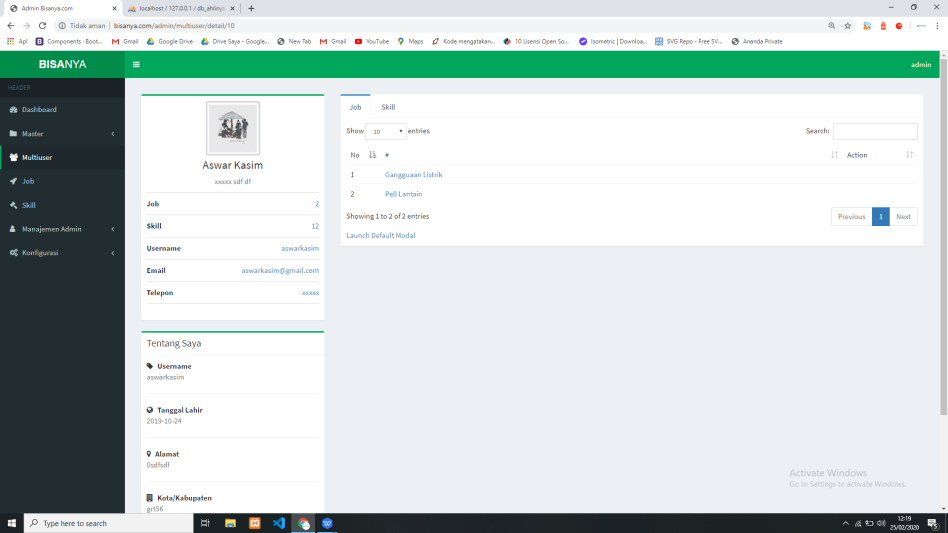 Admin Bisanya.com
localhost / 127.0.0.1 / db_ahlinya
Tidak aman | bisanya.com/admin/multiuser/detail/10
Apl Components · Boot... Gmail Google Drive Drive Saya - Google... New Tab Gmail YouTube Maps Kode mengatakan... 10 Lisensi Open So... Isometric | Downloa... SVG Repo - Free SV... Ananda Private
BISANYA
admin
HEADER
Dashboard
Master
Multiuser
Job
Skill
Manajemen Admin
Konfigurasi
Aswar Kasim
xxxxx sdf df
Job 2
Skill 12
Username aswarkasim
Email aswarkasim@gmail.com
Telepon xxxxx
Tentang Saya
Username
aswarkasim
Tanggal Lahir
2019-10-24
Alamat
0sdfsdf
Kota/Kabupaten
grt56
Job Skill
Show 10 entries Search:
No # Action
1 Gangguaan Listrik
2 Pell Lantain
Showing 1 to 2 of 2 entries Previous 1 Next
Launch Default Modal
Activate Windows
Go to Settings to activate Windows.
Type here to search
12:19
25/02/2020